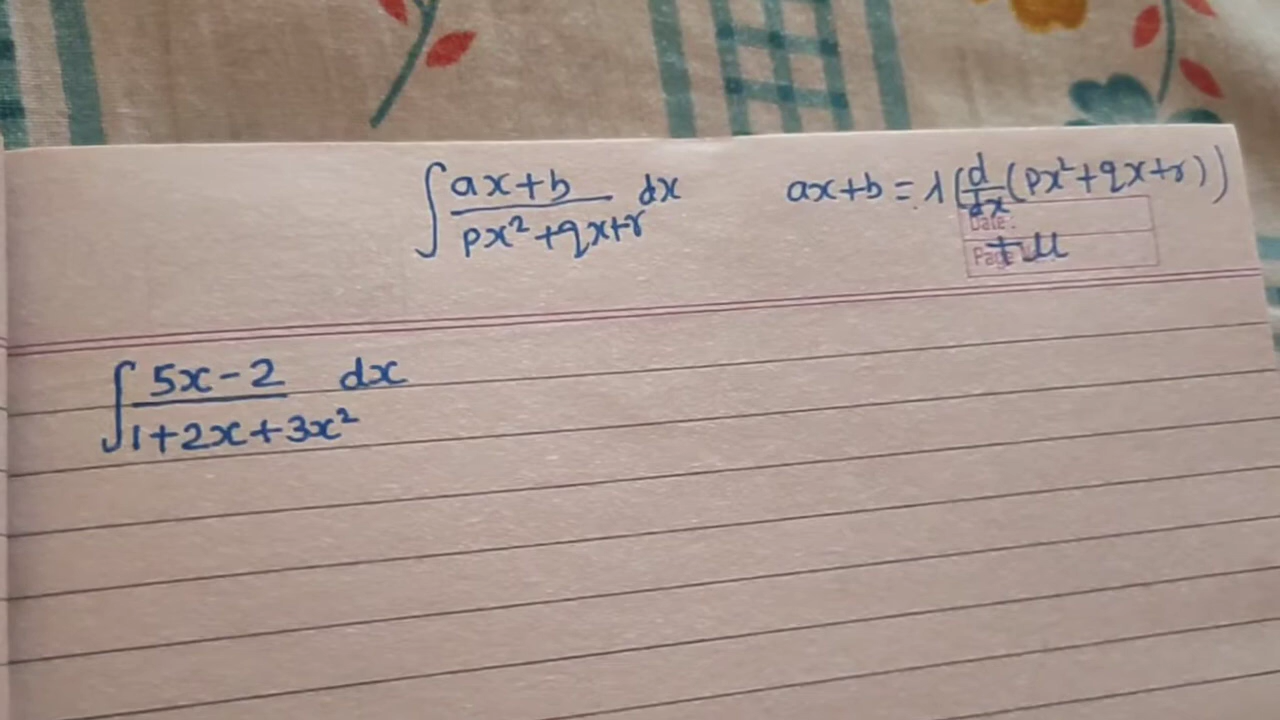 ∫ ax+b / px²+qx+r dx    ax+b = λ(d/dx(px²+qx+r))
Date :
Page + μ
∫ 5x-2 / 1+2x+3x² dx